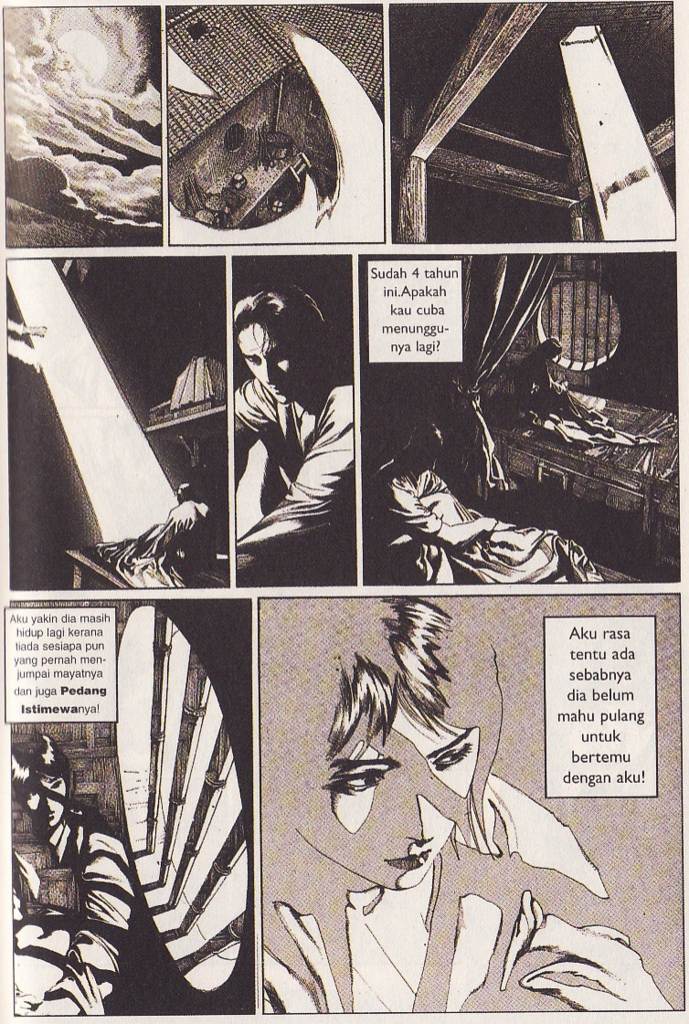 Sudah 4 tahun
ini.Apakah
kau cuba
menunggu-
nya lagi?
Aku yakin dia masih
hidup lagi kerana
tiada sesiapa pun
yang pernah men-
jumpai mayatnya
dan juga Pedang
Istimewanya!
Aku rasa
tentu ada
sebabnya
dia belum
mahu pulang
untuk
bertemu
dengan aku!